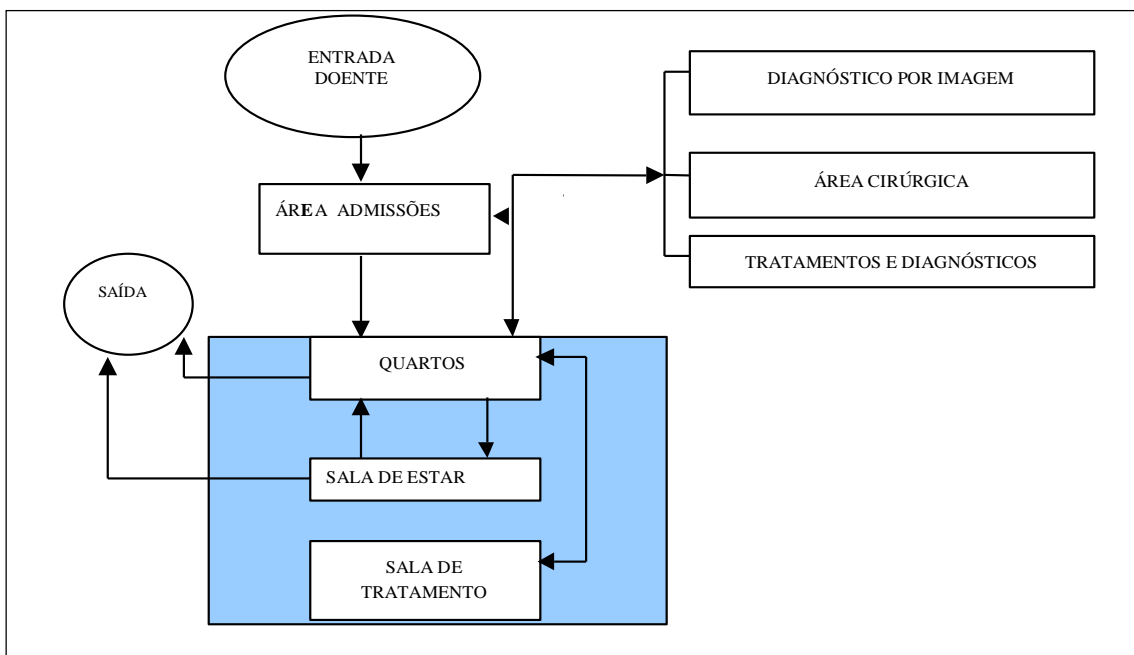 ENTRADA
DOENTE
DIAGNÓSTICO POR IMAGEM
ÁREA CIRÚRGICA
ÁREA ADMISSÕES
TRATAMENTOS E DIAGNÓSTICOS
SAÍDA
QUARTOS
SALA DE ESTAR
SALA DE
TRATAMENTO